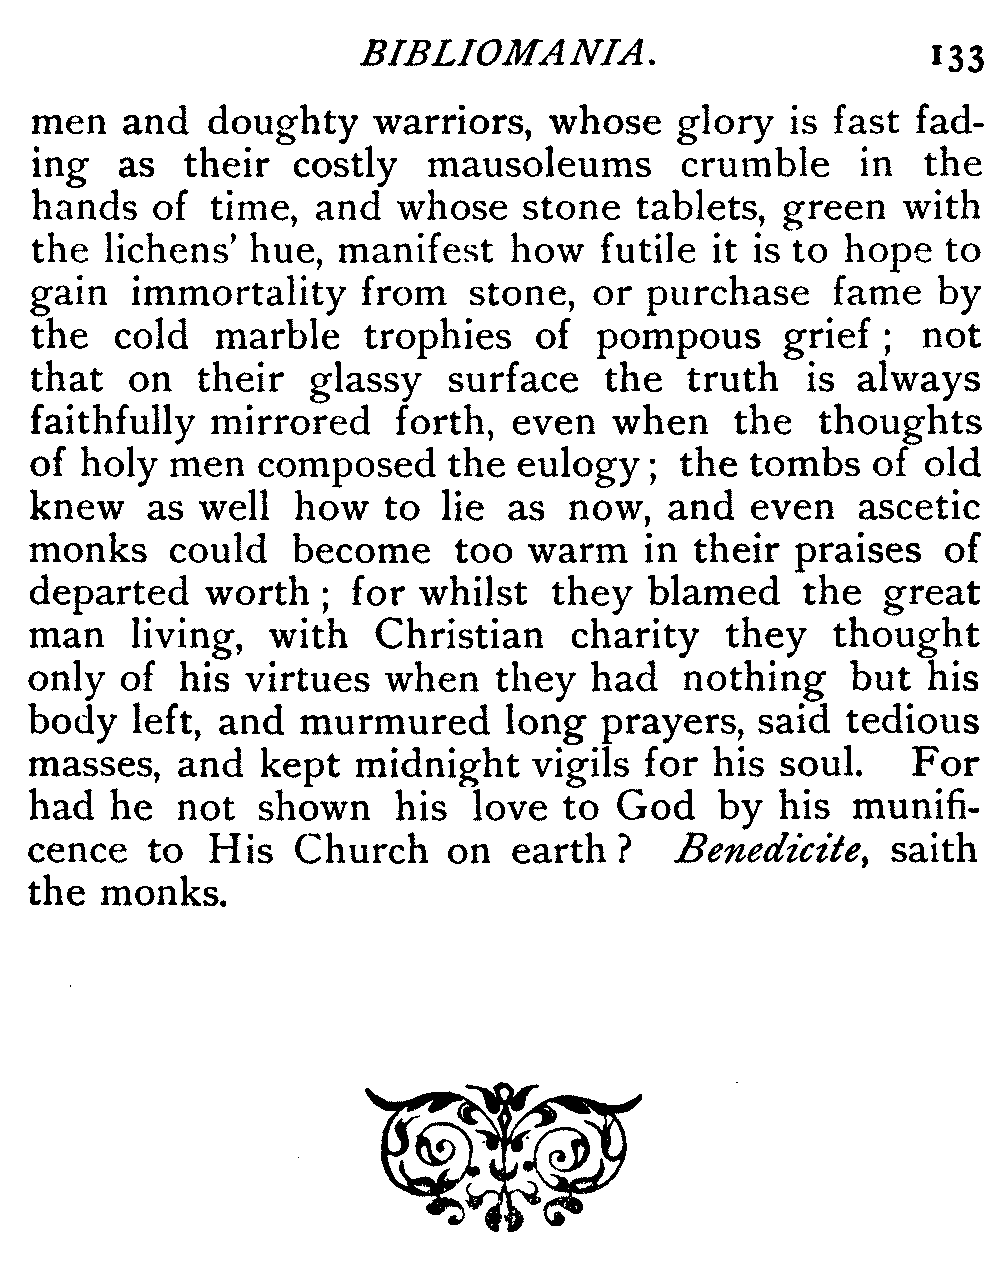 BIBLIOMANIA. 133
men and doughty warriors, whose glory is fast fad-
ing as their costly mausoleums crumble in the
hands of time, and whose stone tablets, green with
the lichens' hue, manifest how futile it is to hope to
gain immortality from stone, or purchase fame by
the cold marble trophies of pompous grief ; not
that on their glassy surface the truth is always
faithfully mirrored forth, even when the thoughts
of holy men composed the eulogy ; the tombs of old
knew as well how to lie as now, and even ascetic
monks could become too warm in their praises of
departed worth ; for whilst they blamed the great
man living, with Christian charity they thought
only of his virtues when they had nothing but his
body left, and murmured long prayers, said tedious
masses, and kept midnight vigils for his soul. For
had he not shown his love to God by his munifi-
cence to His Church on earth ? Benedicite, saith
the monks.